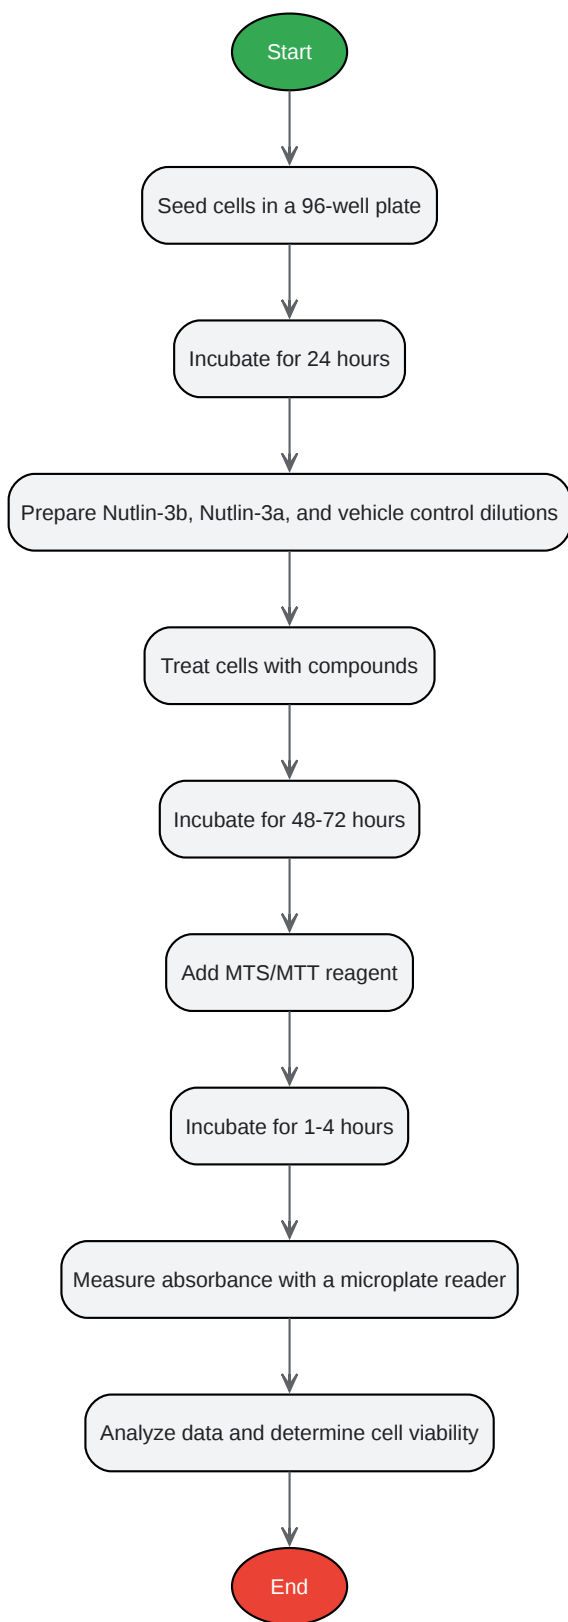 Start
Seed cells in a 96-well plate
Incubate for 24 hours
Prepare Nutlin-3b, Nutlin-3a, and vehicle control dilutions
Treat cells with compounds
Incubate for 48-72 hours
Add MTS/MTT reagent
Incubate for 1-4 hours
Measure absorbance with a microplate reader
Analyze data and determine cell viability
End